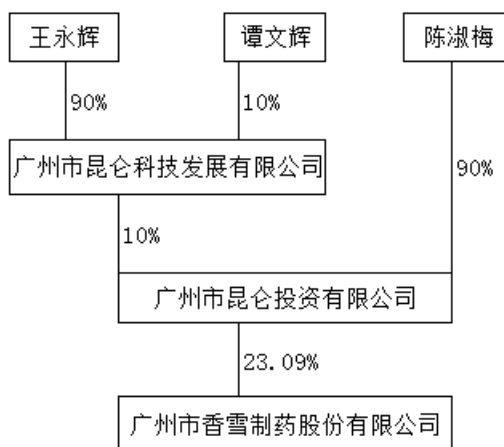 王永辉
谭文辉
陈淑梅
90%
10%
广州市昆仑科技发展有限公司
90%
10%
广州市昆仑投资有限公司
23.09%
广州市香雪制药股份有限公司